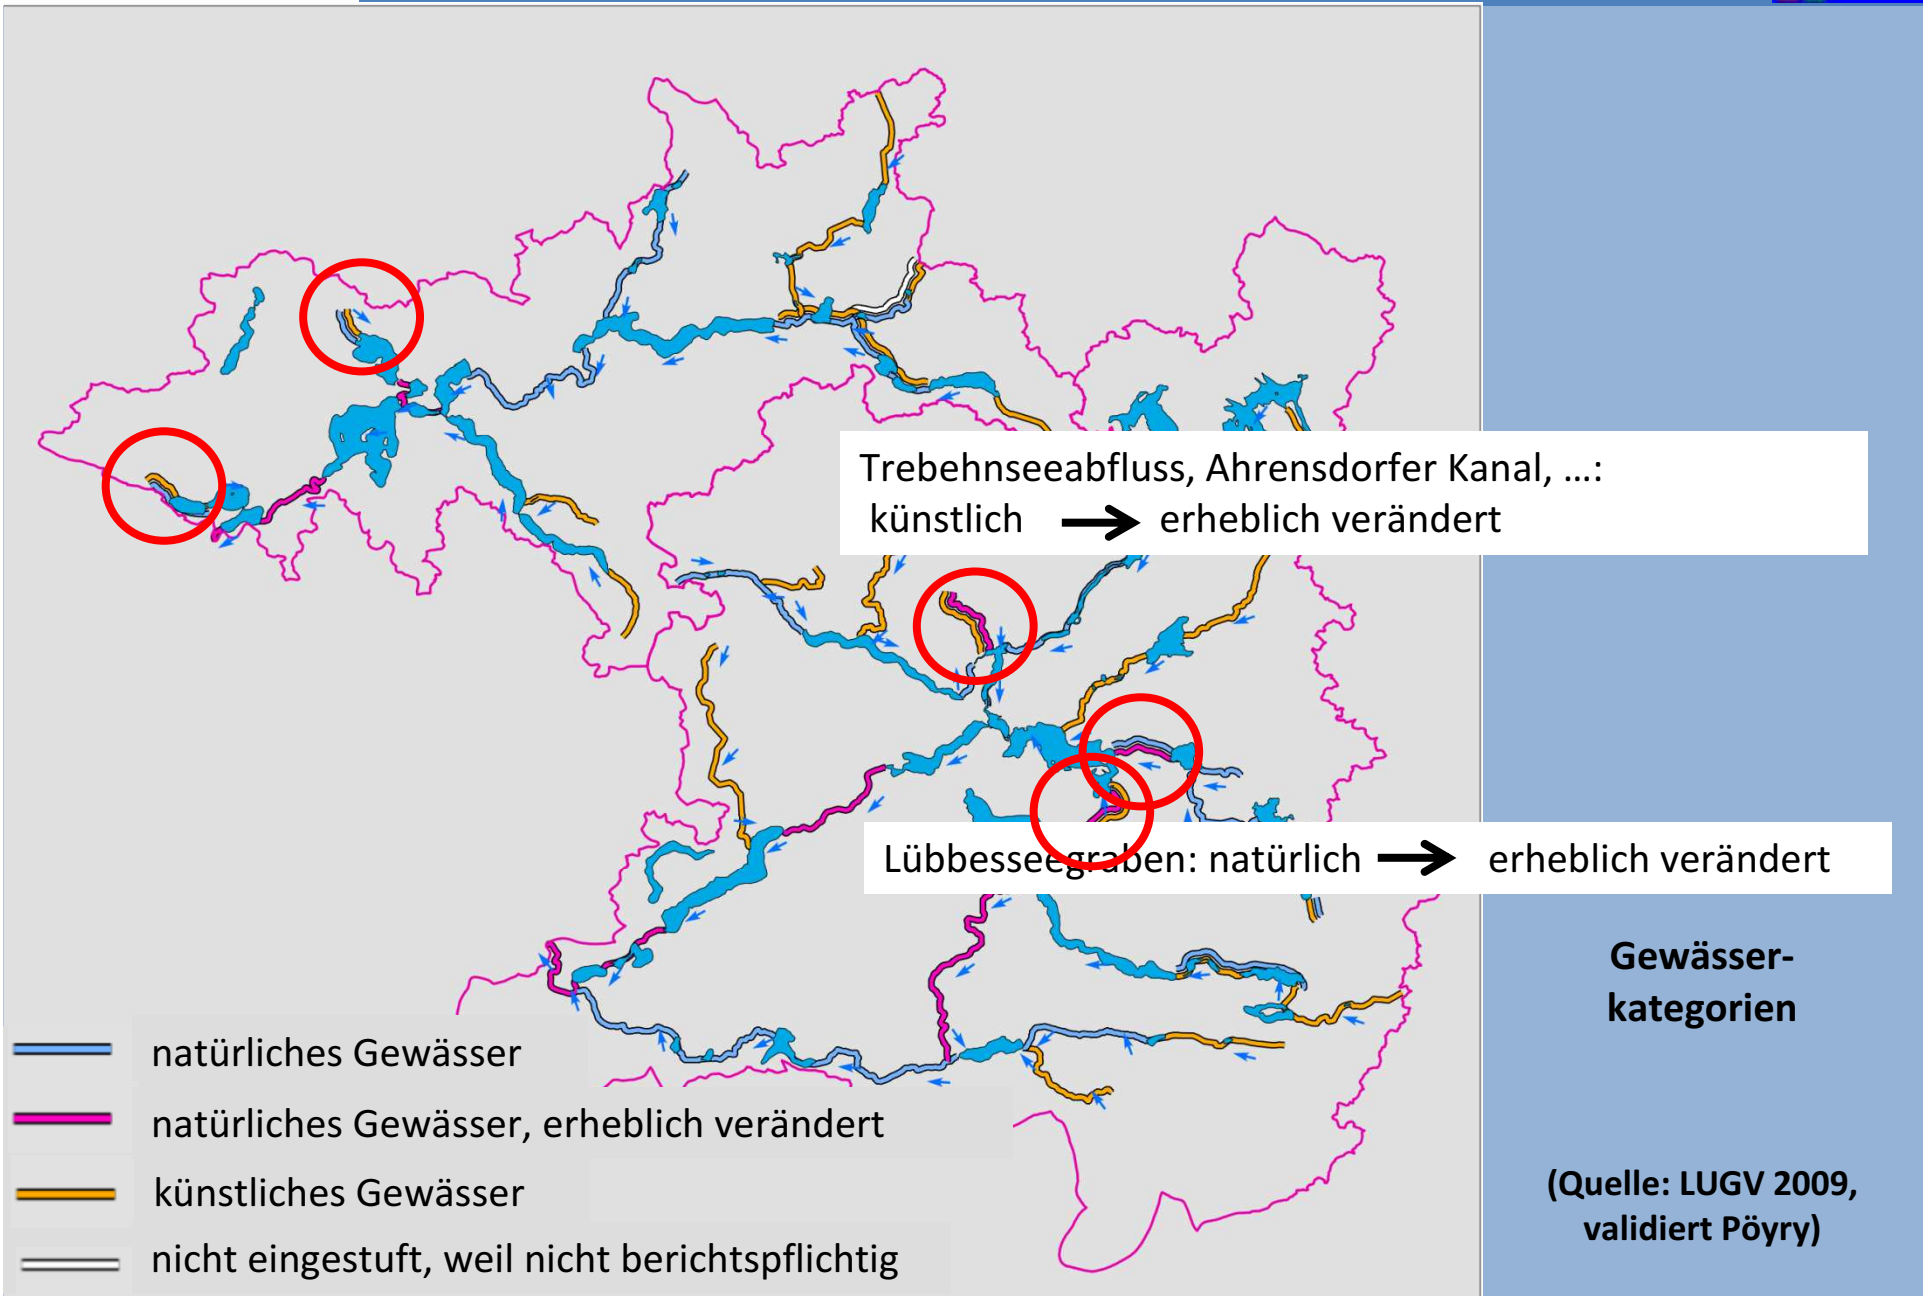 Trebehnseeabfluss, Ahrensdorfer Kanal, ...:
künstlich → erheblich verändert
Lübbesseegraben: natürlich → erheblich verändert
Gewässer-
kategorien
natürliches Gewässer
natürliches Gewässer, erheblich verändert
künstliches Gewässer
nicht eingestuft, weil nicht berichtspflichtig
(Quelle: LUGV 2009,
validiert Pöyry)